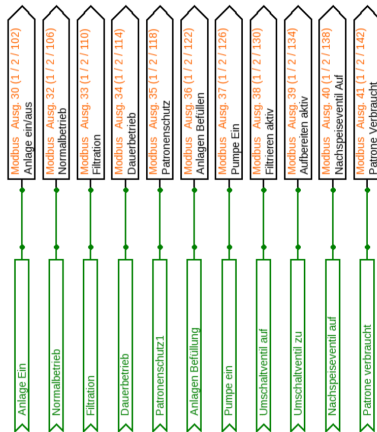 Modbus Ausg. 30 (1 / 2 / 102)
Anlage ein/aus
Modbus Ausg. 32 (1 / 2 / 106)
Normalbetrieb
Modbus Ausg. 33 (1 / 2 / 110)
Filtration
Modbus Ausg. 34 (1 / 2 / 114)
Dauerbetrieb
Modbus Ausg. 35 (1 / 2 / 118)
Patronenschutz
Modbus Ausg. 36 (1 / 2 / 122)
Anlagen Befüllen
Modbus Ausg. 37 (1 / 2 / 126)
Pumpe Ein
Modbus Ausg. 38 (1 / 2 / 130)
Filtrieren aktiv
Modbus Ausg. 39 (1 / 2 / 134)
Aufbereiten aktiv
Modbus Ausg. 40 (1 / 2 / 138)
Nachspeiseventil Auf
Modbus Ausg. 41 (1 / 2 / 142)
Patrone Verbraucht
Anlage Ein
Normalbetrieb
Filtration
Dauerbetrieb
Patronenschutz1
Anlagen Befüllung
Pumpe ein
Umschaltventil auf
Umschaltventil zu
Nachspeiseventil auf
Patrone verbraucht